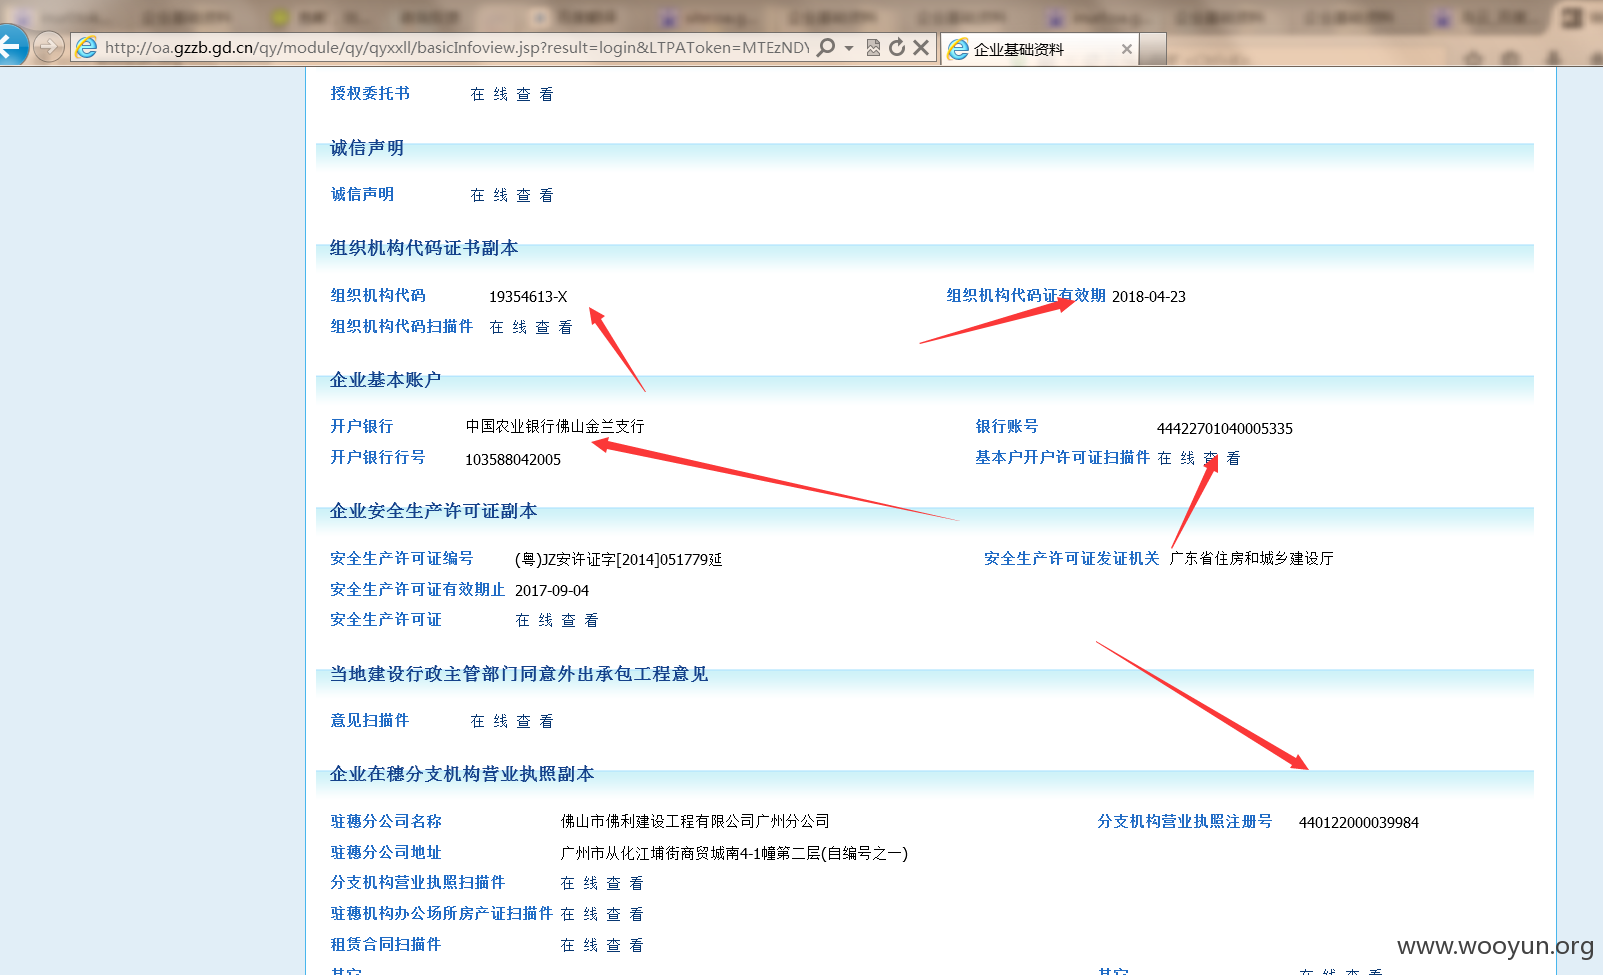 http://oa.gzzb.gd.cn/qy/module/qy/qyxxll/basicInfoview.jsp?result=login&LTPAToken=MTEzNDY
企业基础资料
授权委托书 在 线 查 看
诚信声明
诚信声明 在 线 查 看
组织机构代码证书副本
组织机构代码 19354613-X 组织机构代码证有效期 2018-04-23
组织机构代码扫描件 在 线 查 看
企业基本账户
开户银行 中国农业银行佛山金兰支行 银行账号 44422701040005335
开户银行行号 103588042005 基本户开户许可证扫描件 在 线 查 看
企业安全生产许可证副本
安全生产许可证编号 (粤)JZ安许证字[2014]051779延 安全生产许可证发证机关 广东省住房和城乡建设厅
安全生产许可证有效期止 2017-09-04
安全生产许可证 在 线 查 看
当地建设行政主管部门同意外出承包工程意见
意见扫描件 在 线 查 看
企业在穗分支机构营业执照副本
驻穗分公司名称 佛山市佛利建设工程有限公司广州分公司 分支机构营业执照注册号 440122000039984
驻穗分公司地址 广州市从化江埔街商贸城南4-1幢第二层(自编号之一)
分支机构营业执照扫描件 在 线 查 看
驻穗机构办公场所房产证扫描件 在 线 查 看
租赁合同扫描件 在 线 查 看
其它 其它 在 线 查 看
www.wooyun.org